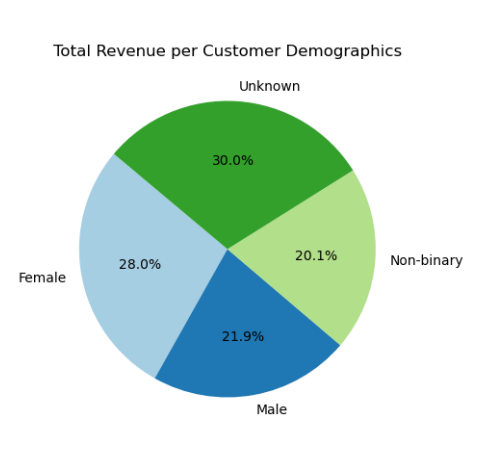 Total Revenue per Customer Demographics
Unknown
30.0%
Non-binary
20.1%
28.0%
Female
21.9%
Male